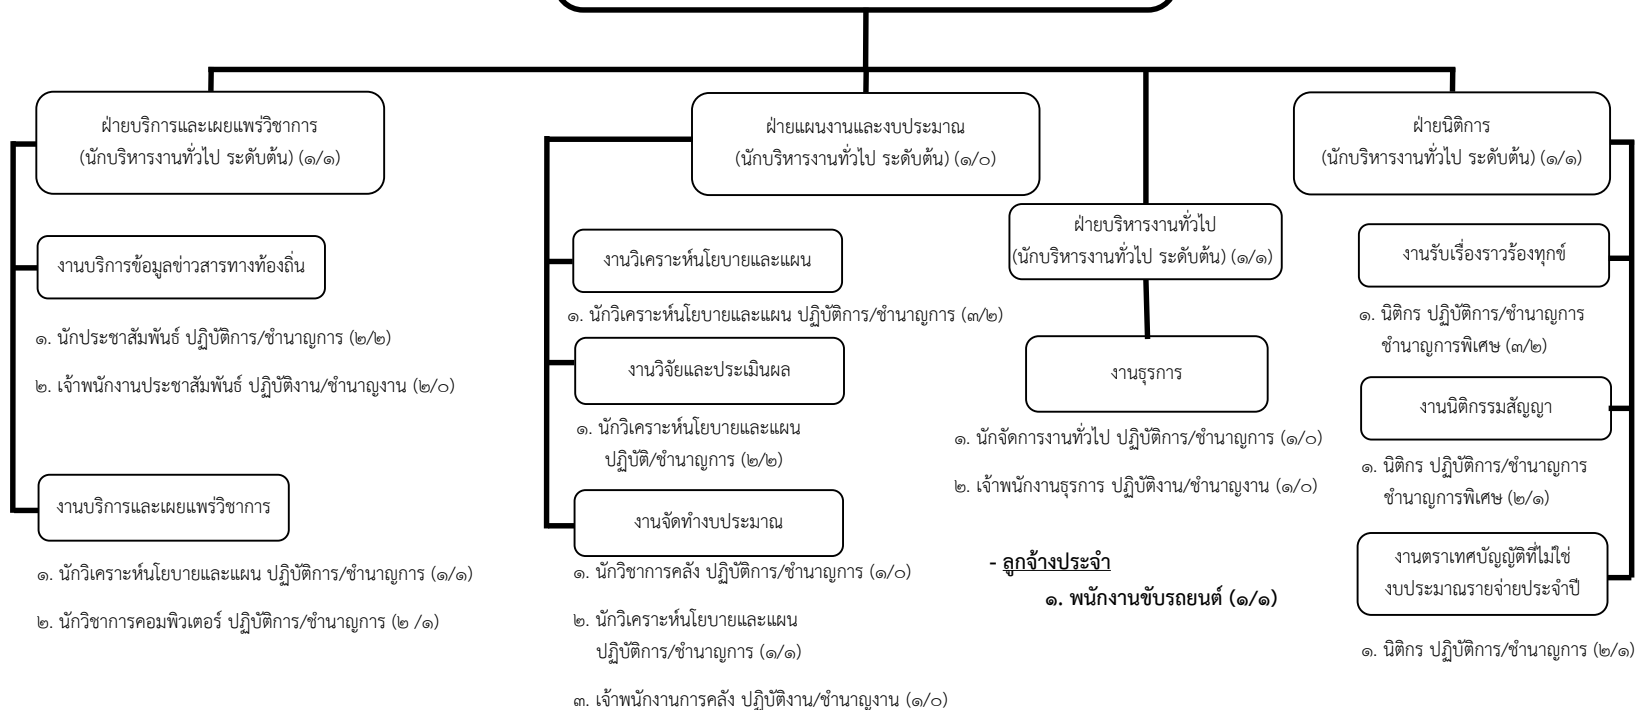 ฝ่ายบริการและเผยแพร่วิชาการ
(นักบริหารงานทั่วไป ระดับต้น) (๑/๑)
งานบริการข้อมูลข่าวสารทางท้องถิ่น
๑. นักประชาสัมพันธ์ ปฏิบัติการ/ชำนาญการ (๒/๒)
๒. เจ้าพนักงานประชาสัมพันธ์ ปฏิบัติงาน/ชำนาญงาน (๒/๐)
งานบริการและเผยแพร่วิชาการ
๑. นักวิเคราะห์นโยบายและแผน ปฏิบัติการ/ชำนาญการ (๑/๑)
๒. นักวิชาการคอมพิวเตอร์ ปฏิบัติการ/ชำนาญการ (๒ /๑)
ฝ่ายแผนงานและงบประมาณ
(นักบริหารงานทั่วไป ระดับต้น) (๑/๐)
งานวิเคราะห์นโยบายและแผน
๑. นักวิเคราะห์นโยบายและแผน ปฏิบัติการ/ชำนาญการ (๓/๒)
งานวิจัยและประเมินผล
๑. นักวิเคราะห์นโยบายและแผน
ปฏิบัติ/ชำนาญการ (๒/๒)
งานจัดทำงบประมาณ
๑. นักวิชาการคลัง ปฏิบัติการ/ชำนาญการ (๑/๐)
๒. นักวิเคราะห์นโยบายและแผน
ปฏิบัติการ/ชำนาญการ (๑/๑)
๓. เจ้าพนักงานการคลัง ปฏิบัติงาน/ชำนาญงาน (๑/๐)
ฝ่ายบริหารงานทั่วไป
(นักบริหารงานทั่วไป ระดับต้น) (๑/๑)
งานธุรการ
๑. นักจัดการงานทั่วไป ปฏิบัติการ/ชำนาญการ (๑/๐)
๒. เจ้าพนักงานธุรการ ปฏิบัติงาน/ชำนาญงาน (๑/๐)
- ลูกจ้างประจำ
๑. พนักงานขับรถยนต์ (๑/๑)
ฝ่ายนิติการ
(นักบริหารงานทั่วไป ระดับต้น) (๑/๑)
งานรับเรื่องราวร้องทุกข์
๑. นิติกร ปฏิบัติการ/ชำนาญการ
ชำนาญการพิเศษ (๓/๒)
งานนิติกรรมสัญญา
๑. นิติกร ปฏิบัติการ/ชำนาญการ
ชำนาญการพิเศษ (๒/๑)
งานตราเทศบัญญัติที่ไม่ใช่
งบประมาณรายจ่ายประจำปี
๑. นิติกร ปฏิบัติการ/ชำนาญการ (๒/๑)